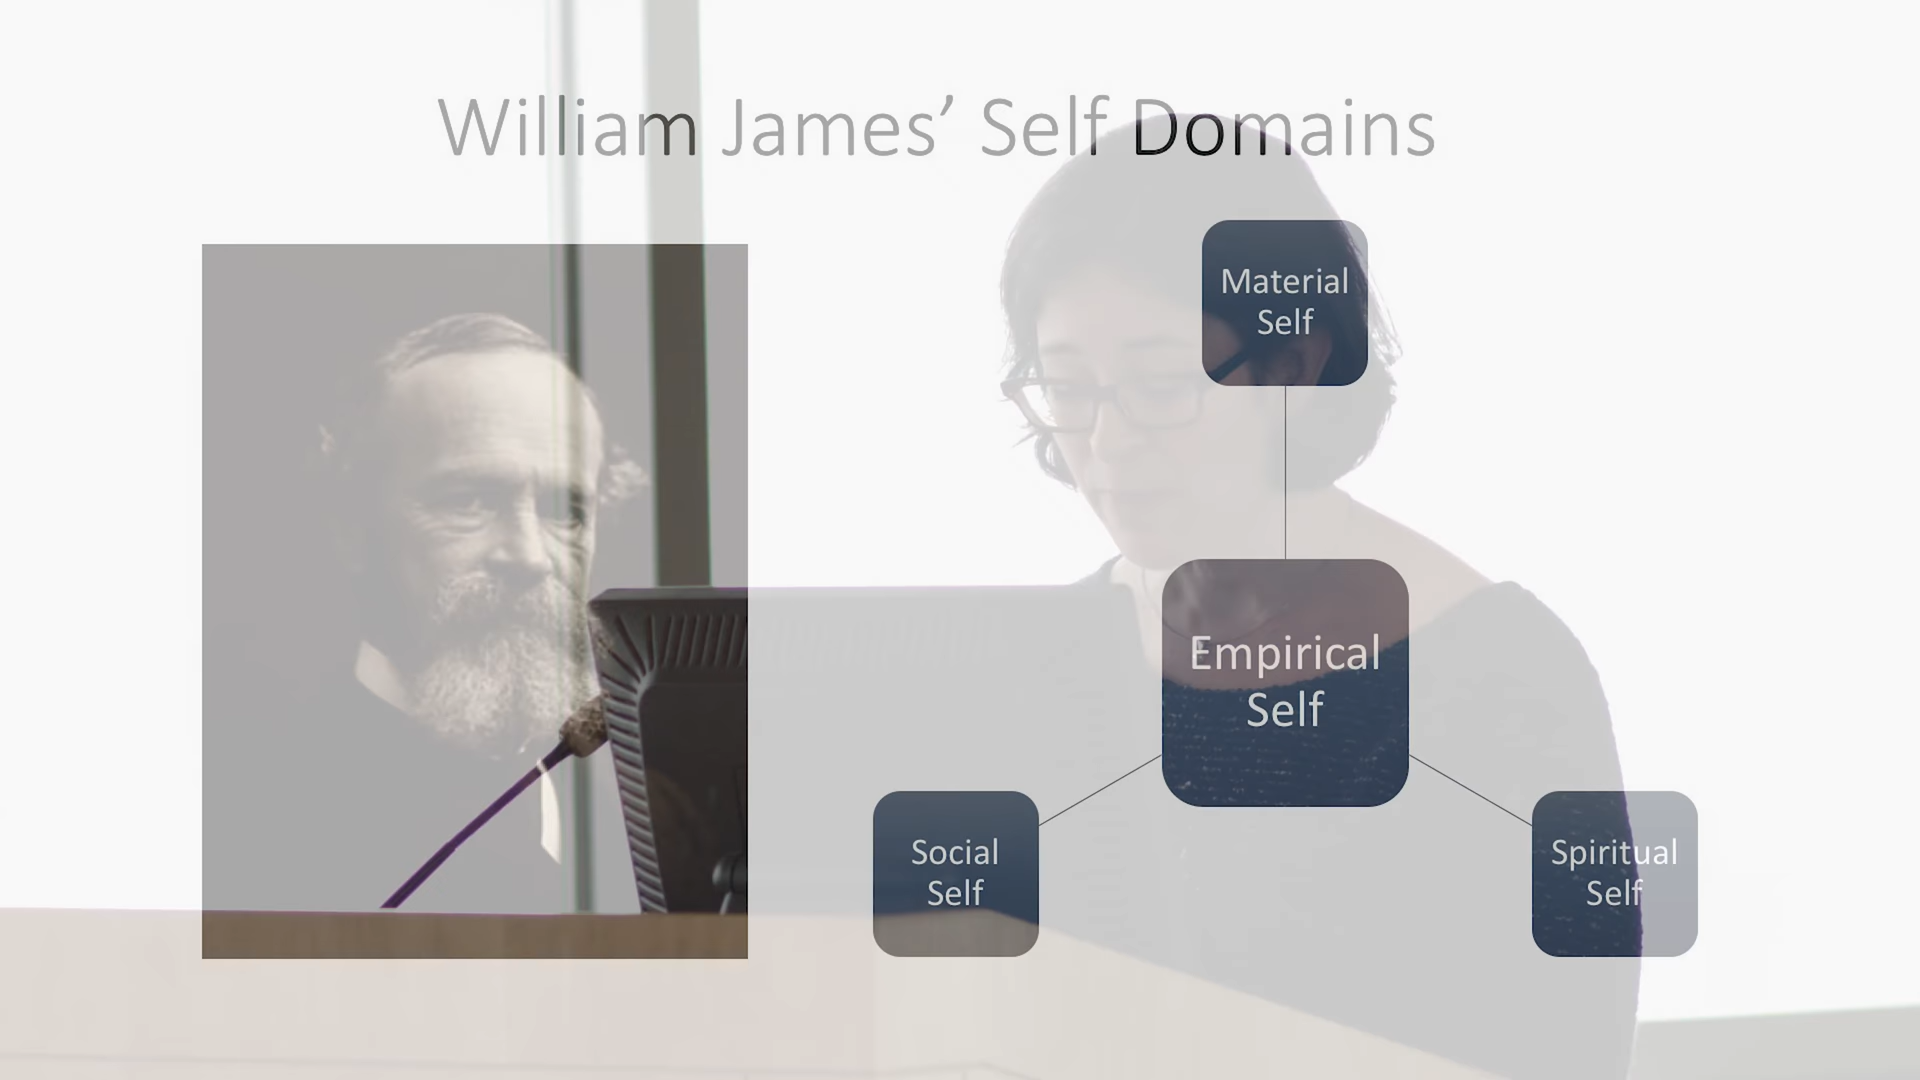 William James’ Self Domains
Material
Self
Empirical
Self
Social
Self
Spiritual
Self